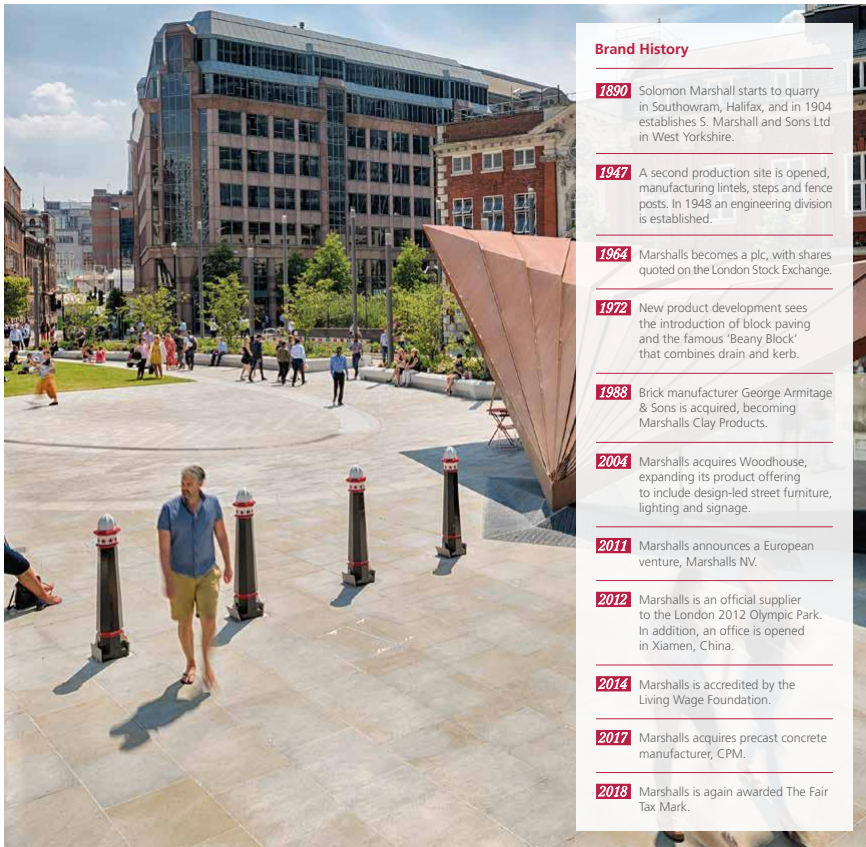 Brand History
1890 Solomon Marshall starts to quarry
in Southowram, Halifax, and in 1904
establishes S. Marshall and Sons Ltd
in West Yorkshire.
1947 A second production site is opened,
manufacturing lintels, steps and fence
posts. In 1948 an engineering division
is established.
1964 Marshalls becomes a plc, with shares
quoted on the London Stock Exchange.
1972 New product development sees
the introduction of block paving
and the famous ‘Beany Block’
that combines drain and kerb.
1988 Brick manufacturer George Armitage
& Sons is acquired, becoming
Marshalls Clay Products.
2004 Marshalls acquires Woodhouse,
expanding its product offering
to include design-led street furniture,
lighting and signage.
2011 Marshalls announces a European
venture, Marshalls NV.
2012 Marshalls is an official supplier
to the London 2012 Olympic Park.
In addition, an office is opened
in Xiamen, China.
2014 Marshalls is accredited by the
Living Wage Foundation.
2017 Marshalls acquires precast concrete
manufacturer, CPM.
2018 Marshalls is again awarded The Fair
Tax Mark.